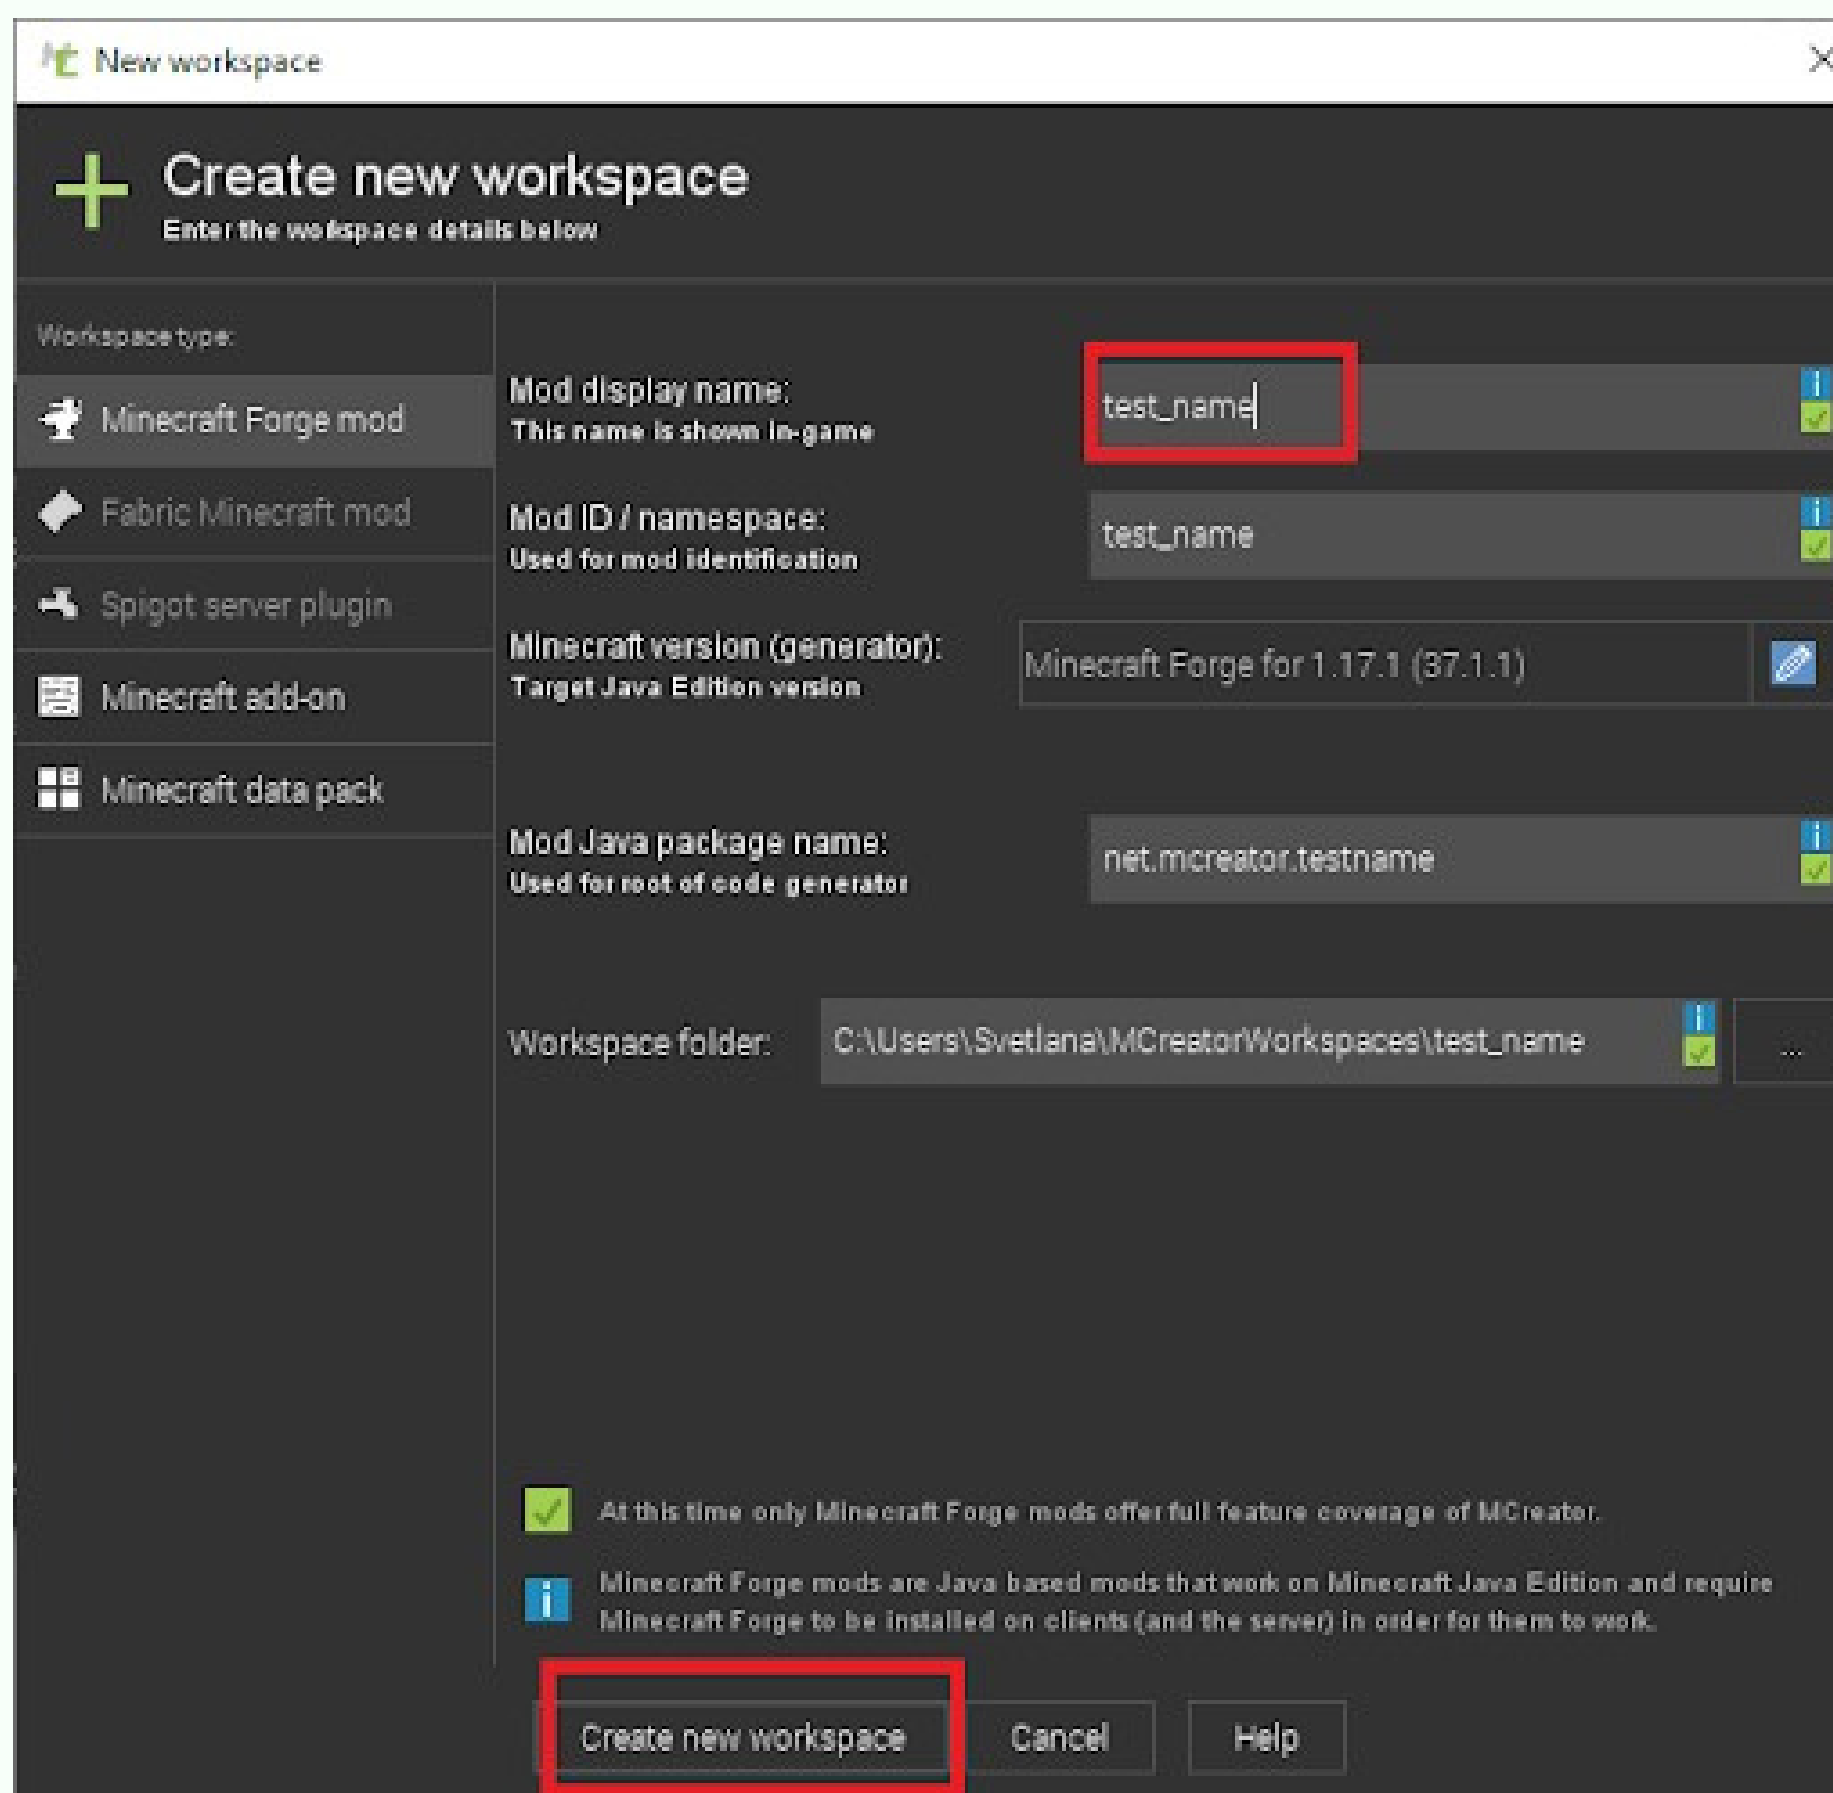 New workspace
Create new workspace
Enter the workspace details below
Workspace type:
Minecraft Forge mod
Fabric Minecraft mod
Spigot server plugin
Minecraft add-on
Minecraft data pack
Mod display name:
This name is shown in-game
test_name
Mod ID / namespace:
Used for mod identification
test_name
Minecraft version (generator):
Target Java Edition version
Minecraft Forge for 1.17.1 (37.1.1)
Mod Java package name:
Used for root of code generator
net.mcreator.testname
Workspace folder:
C:\Users\Svetlana\MCreatorWorkspaces\test_name
...
At this time only Minecraft Forge mods offer full feature coverage of MCreator.
Minecraft Forge mods are Java based mods that work on Minecraft Java Edition and require
Minecraft Forge to be installed on clients (and the server) in order for them to work.
Create new workspace
Cancel
Help